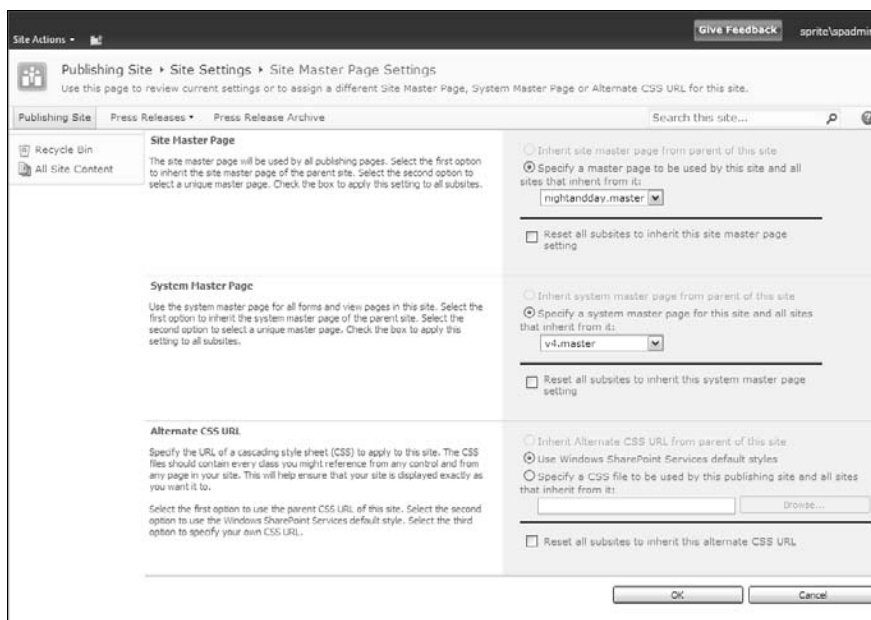 Give Feedback
sprite\spadmin
Site Actions
Publishing Site ▸ Site Settings ▸ Site Master Page Settings
Use this page to review current settings or to assign a different Site Master Page, System Master Page or Alternate CSS URL for this site.
Publishing Site
Press Releases
Press Release Archive
Search this site...
Recycle Bin
All Site Content
Site Master Page
The site master page will be used by all publishing pages. Select the first option
to inherit the site master page of the parent site. Select the second option to
select a unique master page. Check the box to apply this setting to all subsites.
Inherit site master page from parent of this site
Specify a master page to be used by this site and all
sites that inherit from it:
nightandday.master
Reset all subsites to inherit this site master page
setting
System Master Page
Use the system master page for all forms and view pages in this site. Select the
first option to inherit the system master page of the parent site. Select the
second option to select a unique master page. Check the box to apply this
setting to all subsites.
Inherit system master page from parent of this site
Specify a system master page for this site and all sites
that inherit from it:
v4.master
Reset all subsites to inherit this system master page
setting
Alternate CSS URL
Specify the URL of a cascading style sheet (CSS) to apply to this site. The CSS
files should contain every class you might reference from any control and from
any page in your site. This will help ensure that your site is displayed exactly as
you want it to.
Select the first option to use the parent CSS URL of this site. Select the second
option to use the Windows SharePoint Services default style. Select the third
option to specify your own CSS URL.
Inherit Alternate CSS URL from parent of this site
Use Windows SharePoint Services default styles
Specify a CSS file to be used by this publishing site and all sites
that inherit from it:
Browse...
Reset all subsites to inherit this alternate CSS URL
OK
Cancel